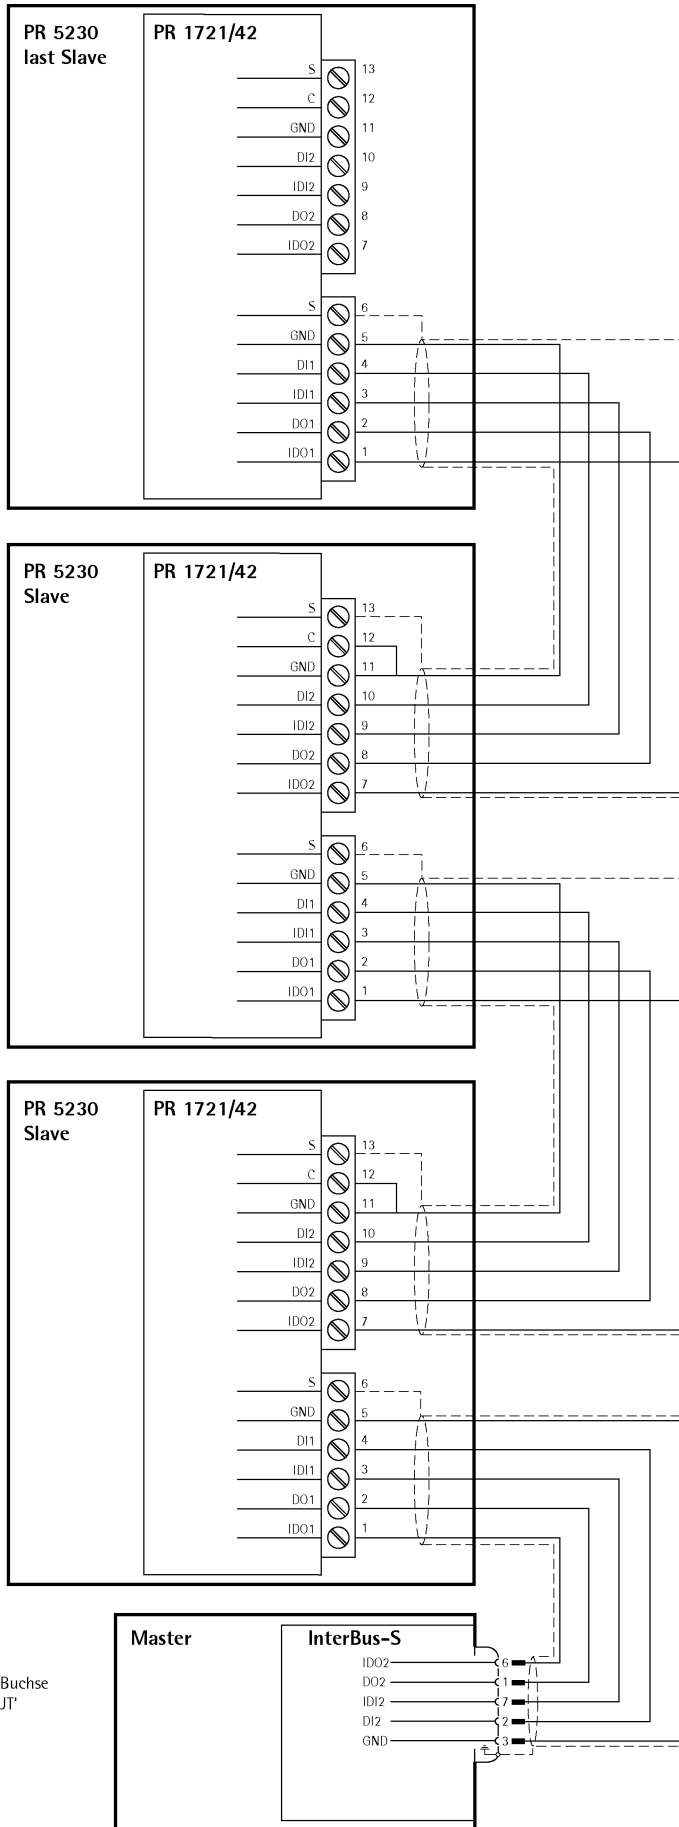 PR 5230
last Slave
PR 1721/42
S 13
C 12
GND 11
DI2 10
IDI2 9
DO2 8
IDO2 7
S 6
GND 5
DI1 4
IDI1 3
DO1 2
IDO1 1
PR 5230
Slave
PR 1721/42
S 13
C 12
GND 11
DI2 10
IDI2 9
DO2 8
IDO2 7
S 6
GND 5
DI1 4
IDI1 3
DO1 2
IDO1 1
PR 5230
Slave
PR 1721/42
S 13
C 12
GND 11
DI2 10
IDI2 9
DO2 8
IDO2 7
S 6
GND 5
DI1 4
IDI1 3
DO1 2
IDO1 1
Master
InterBus-S
IDO2 6
DO2 1
IDI2 7
DI2 2
GND 3
Buchse
UT'